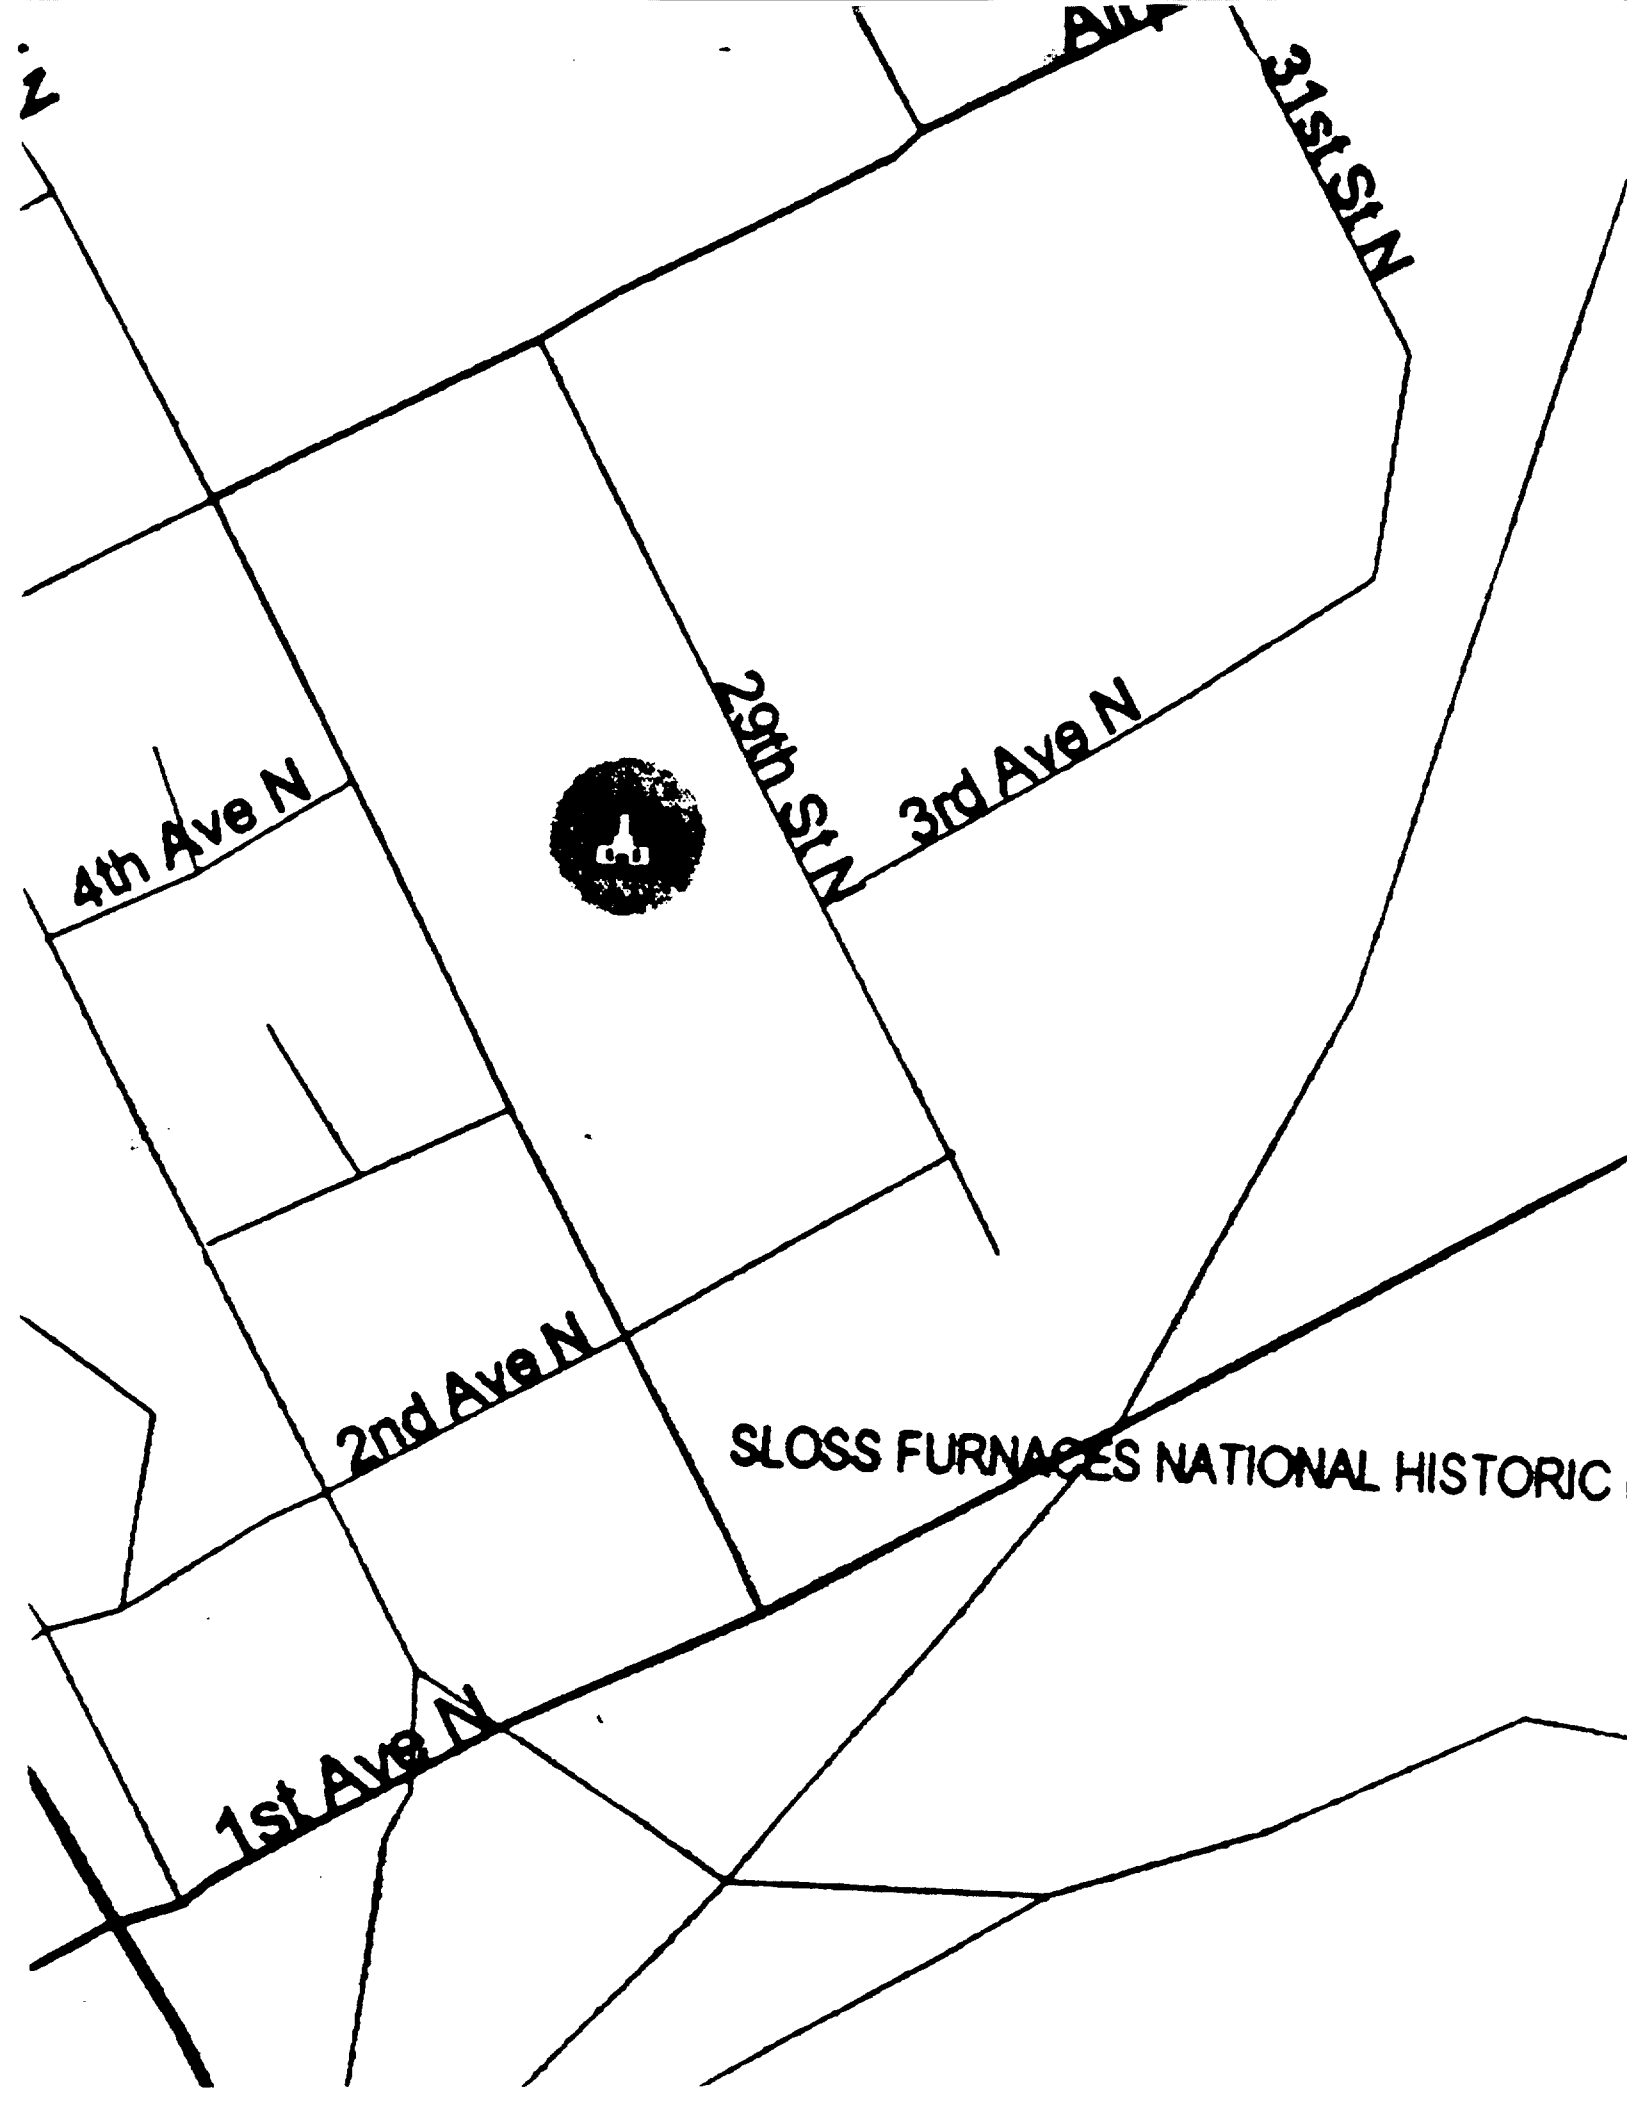 31st St N
29th St N
3rd Ave N
4th Ave N
2nd Ave N
SLOSS FURNACES NATIONAL HISTORIC
1st Ave N